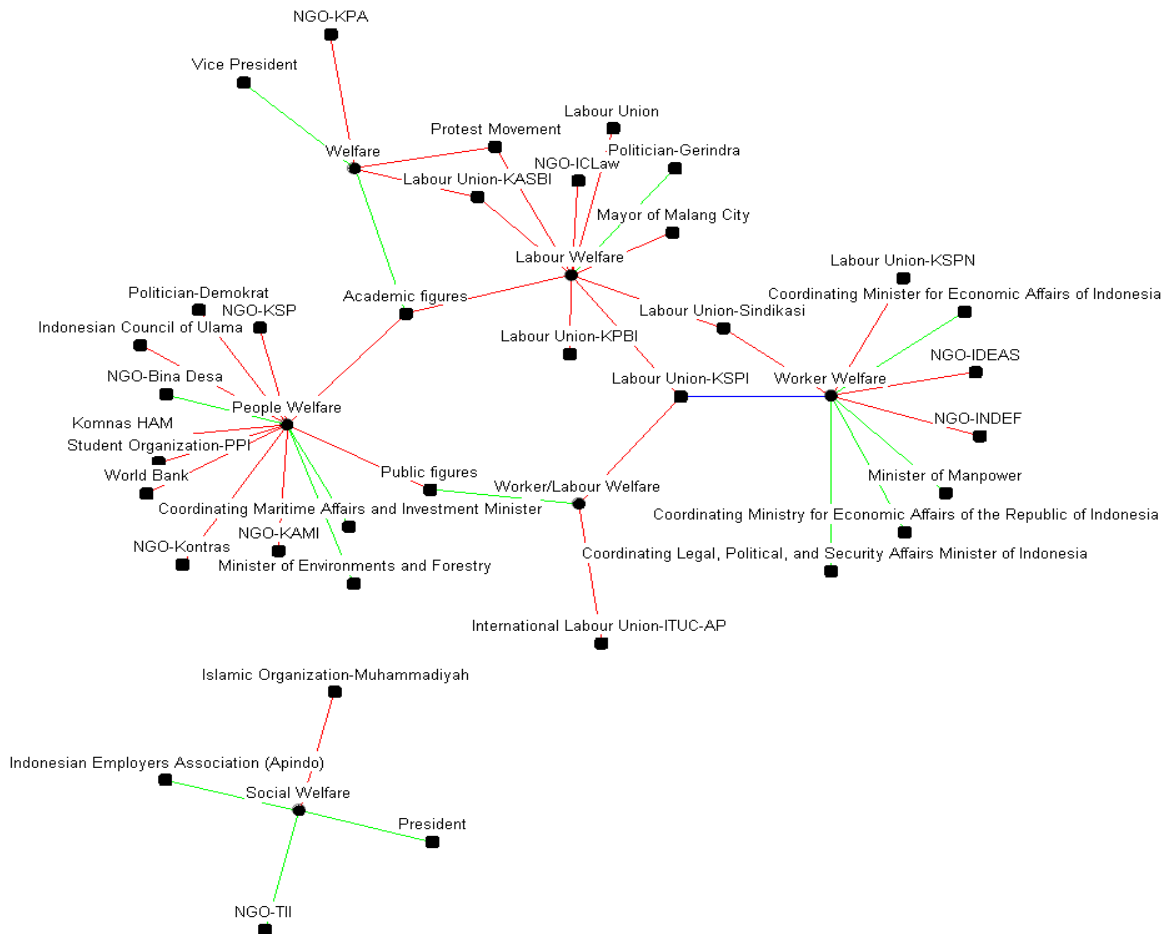 NGO-KPA
Vice President
Labour Union
Protest Movement
Welfare
Politician-Gerindra
NGO-ICLaw
Labour Union-KASBI
Mayor of Malang City
Labour Welfare
Labour Union-KSPN
Politician-Demokrat
Academic figures
Coordinating Minister for Economic Affairs of Indonesia
NGO-KSP
Labour Union-Sindikasi
Indonesian Council of Ulama
Labour Union-KPBI
NGO-IDEAS
NGO-Bina Desa
Labour Union-KSPI
Worker Welfare
People Welfare
NGO-INDEF
Komnas HAM
Student Organization-PPI
World Bank
Public figures
Worker/Labour Welfare
Minister of Manpower
Coordinating Maritime Affairs and Investment Minister
Coordinating Ministry for Economic Affairs of the Republic of Indonesia
NGO-KAMI
NGO-Kontras
Minister of Environments and Forestry
Coordinating Legal, Political, and Security Affairs Minister of Indonesia
International Labour Union-ITUC-AP
Islamic Organization-Muhammadiyah
Indonesian Employers Association (Apindo)
Social Welfare
President
NGO-TII